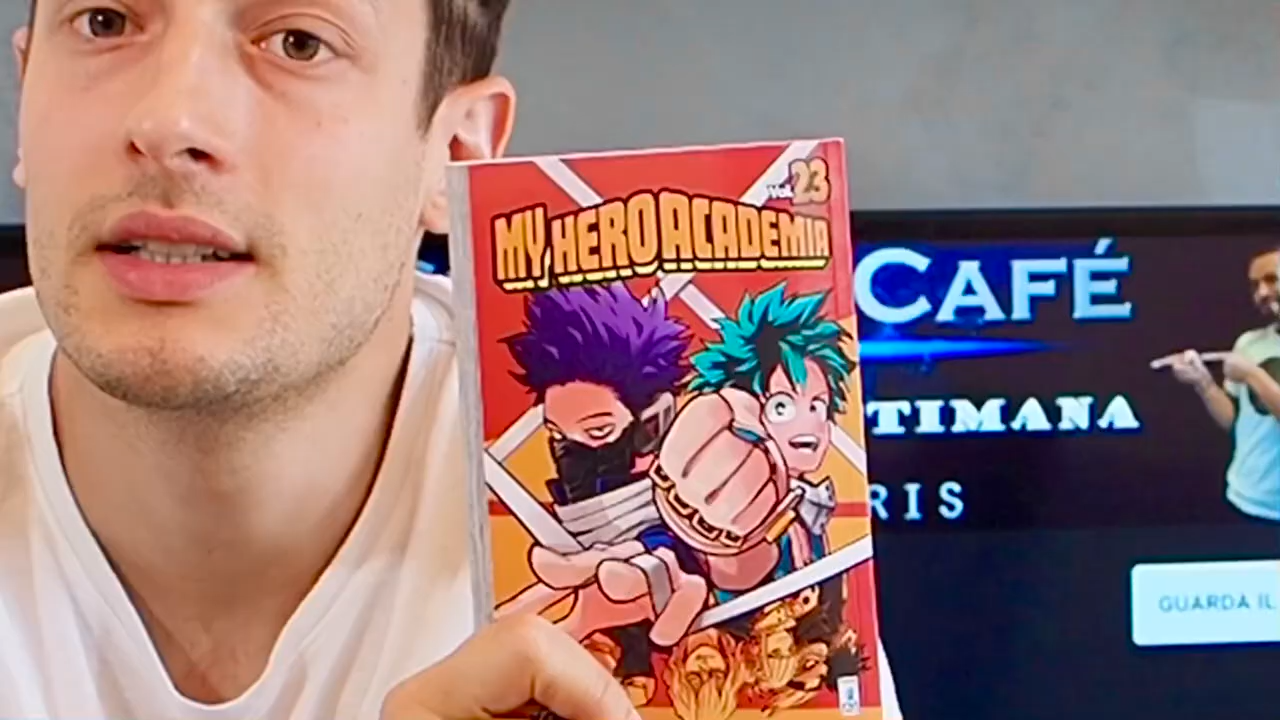 Vol. 23
MY HERO ACADEMIA
CAFÉ
TIMANA
RIS
GUARDA IL